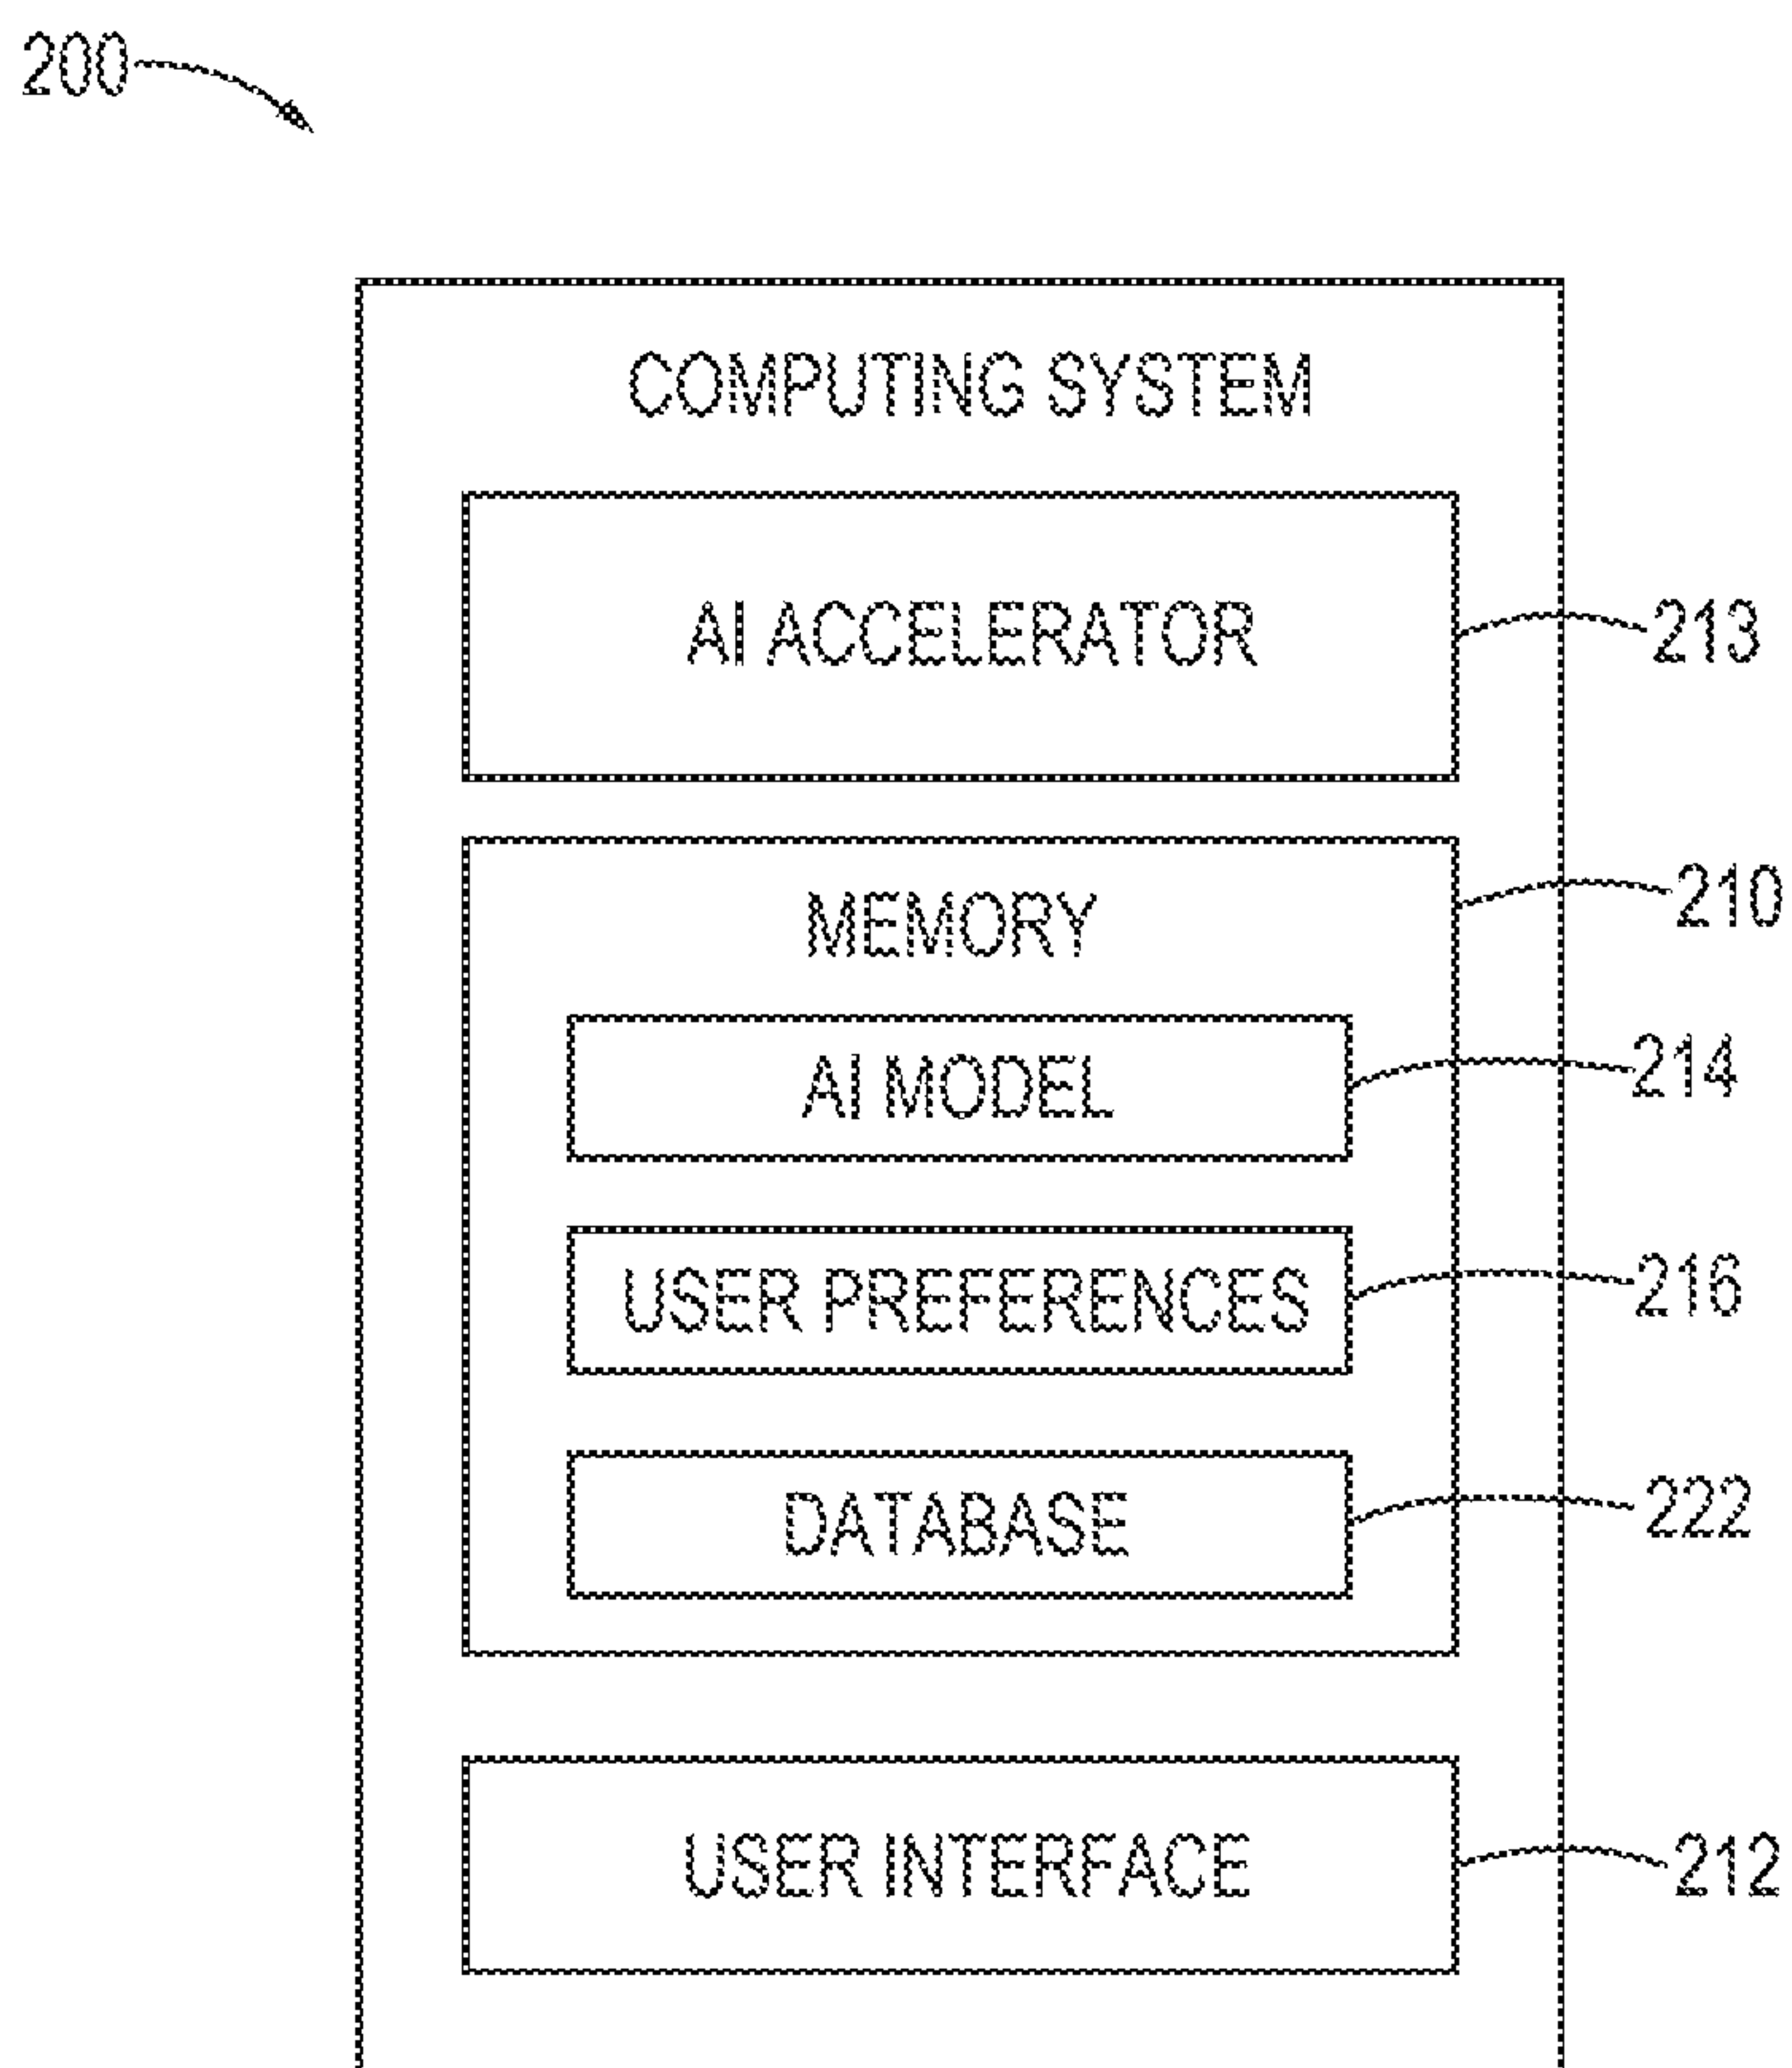 200
COMPUTING SYSTEM
AI ACCELERATOR
213
MEMORY
210
AI MODEL
214
USER PREFERENCES
216
DATABASE
222
USER INTERFACE
212